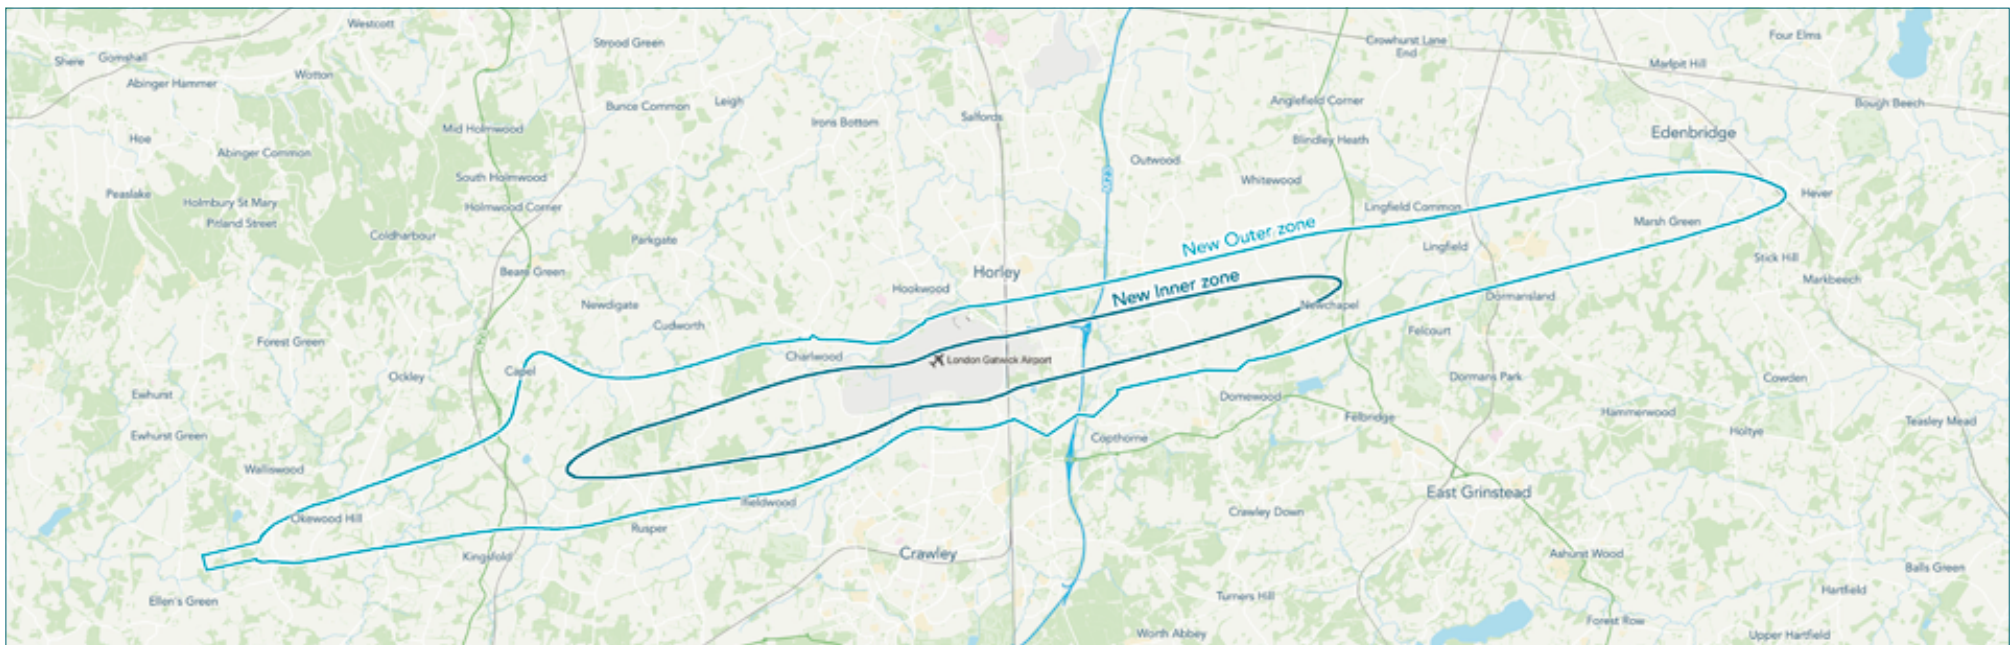 Westcott
Strood Green
Crowhurst Lane
End
Four Elms
Shere
Gomshall
Marlpit Hill
Abinger Hammer
Wotton
Bunce Common
Leigh
Anglefield Corner
Bough Beech
Irons Bottom
Salfords
Mid Holmwood
Edenbridge
Hoe
Blindley Heath
Abinger Common
Outwood
M23
South Holmwood
Whitewood
Peaslake
Hever
Holmbury St Mary
Holmwood Corner
Lingfield Common
Pitland Street
Marsh Green
Coldharbour
Parkgate
New Outer zone
Lingfield
Stick Hill
Beare Green
Horley
Markbeech
Hookwood
New Inner zone
Newdigate
Newchapel
Dormansland
Cudworth
Felcourt
Forest Green
Charlwood
London Gatwick Airport
Capel
Ockley
Dormans Park
Cowden
Ewhurst
Domewood
Hammerwood
Felbridge
Teasley Mead
Ewhurst Green
Copthorne
Holtye
Walliswood
East Grinstead
Ifieldwood
Okewood Hill
Crawley Down
Rusper
Kingsfold
Crawley
Ashurst Wood
Balls Green
Hartfield
Ellen's Green
Turners Hill
Forest Row
Worth Abbey
Upper Hartfield